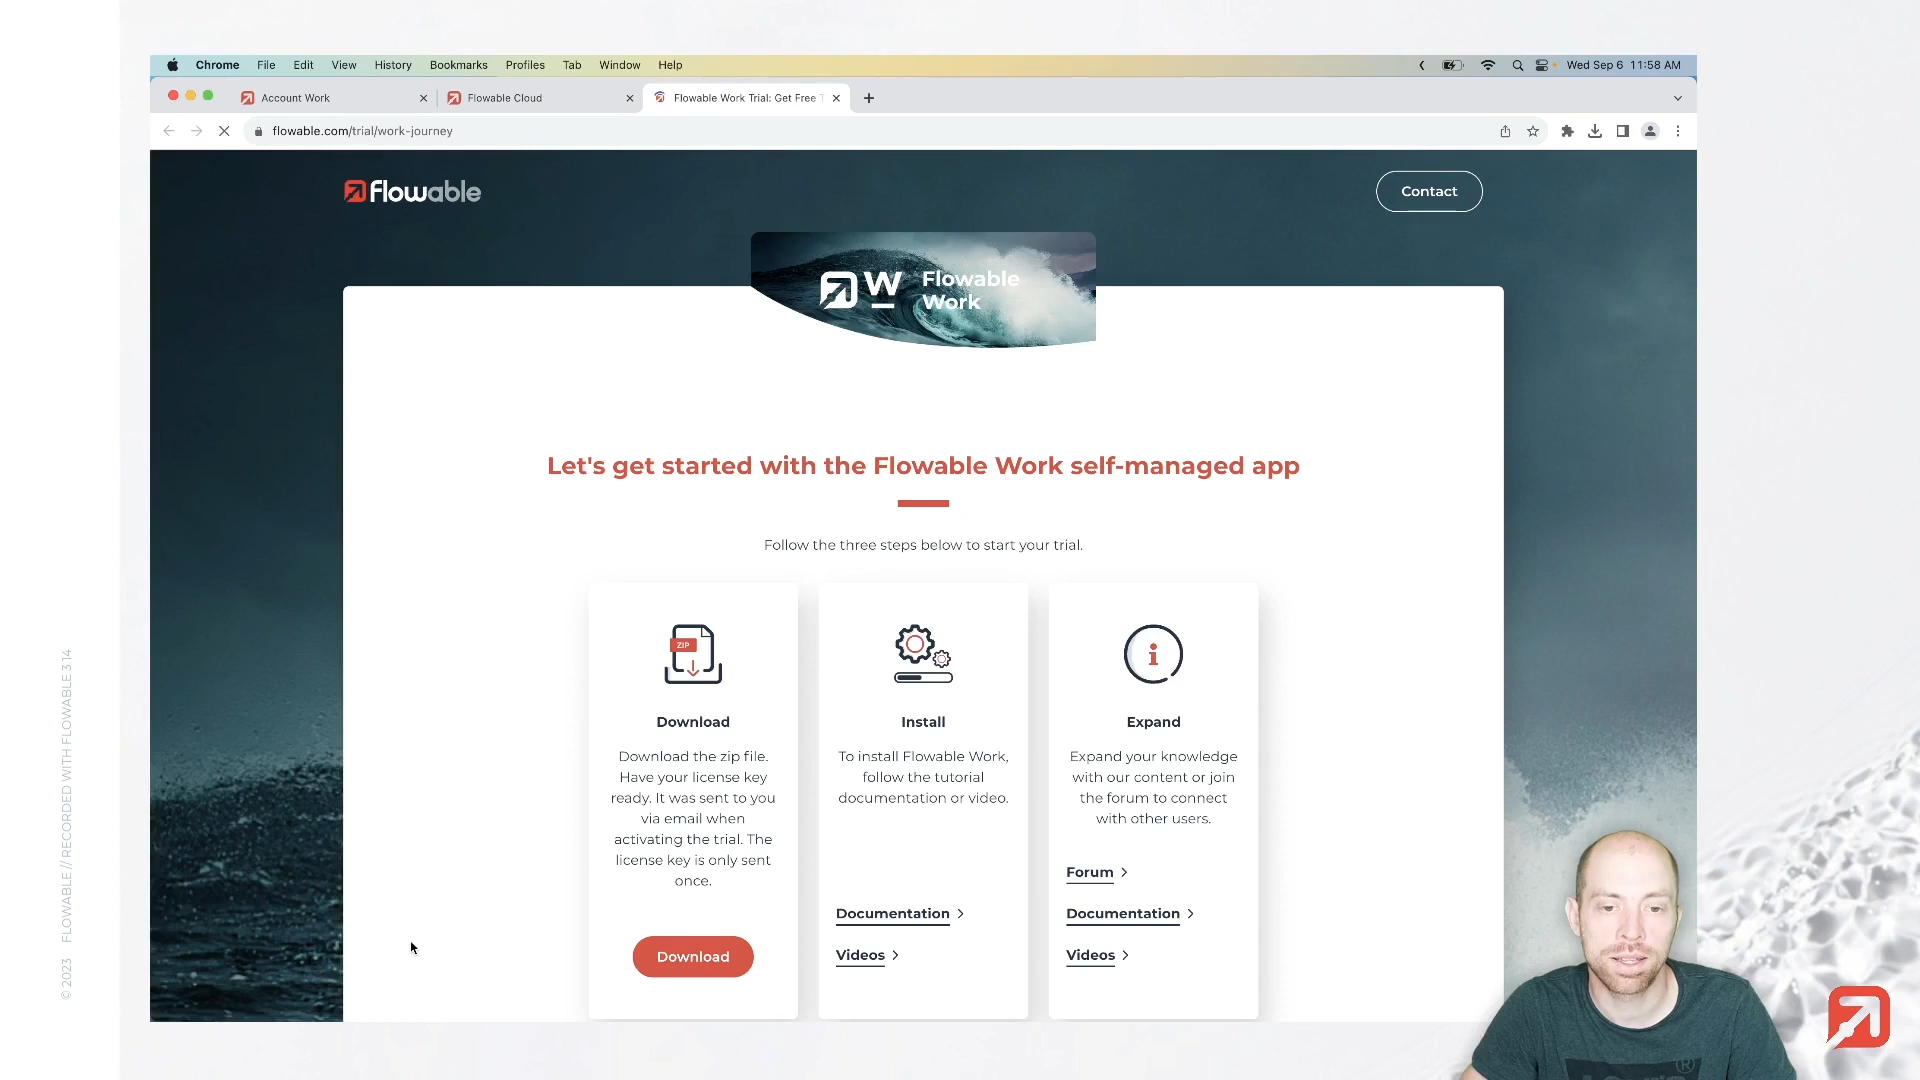 Chrome File Edit View History Bookmarks Profiles Tab Window Help Wed Sep 6 11:58 AM
Account Work
Flowable Cloud
Flowable Work Trial: Get Free
flowable.com/trial/work-journey
flowable
Contact
W
Flowable
Work
Let's get started with the Flowable Work self-managed app
Follow the three steps below to start your trial.
ZIP
Download
Download the zip file.
Have your license key
ready. It was sent to you
via email when
activating the trial. The
license key is only sent
once.
Download
Install
To install Flowable Work,
follow the tutorial
documentation or video.
Documentation
Videos
Expand
Expand your knowledge
with our content or join
the forum to connect
with other users.
Forum
Documentation
Videos
© 2023 FLOWABLE // RECORDED WITH FLOWABLE 3.14